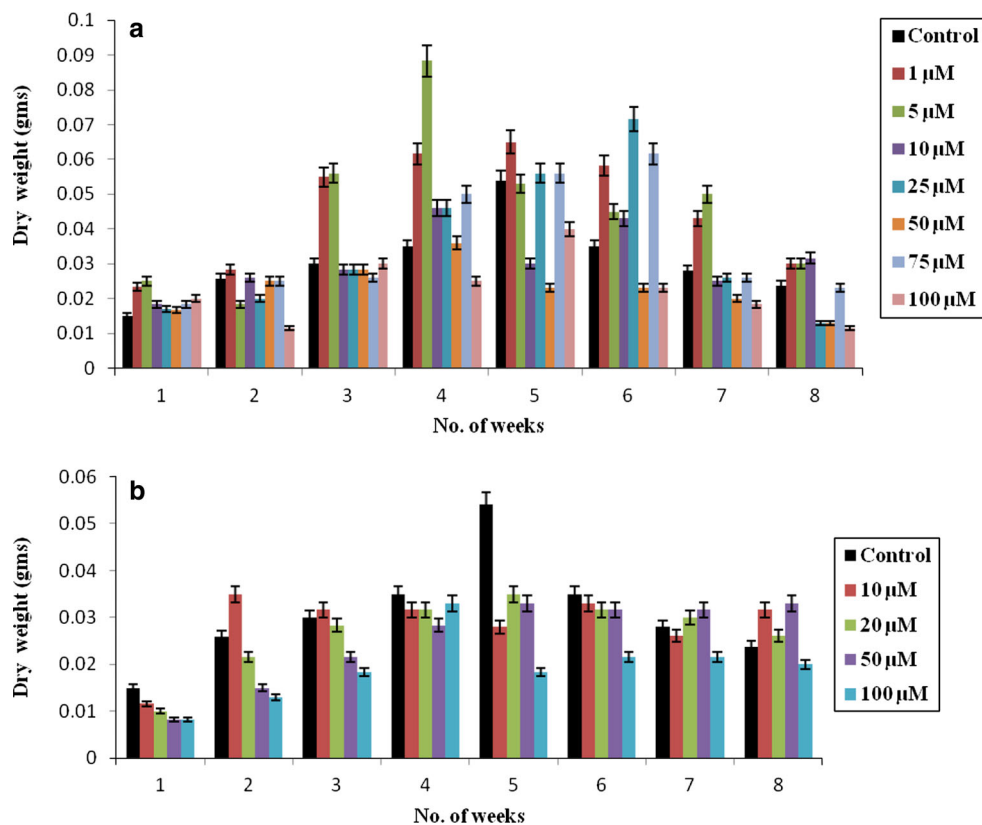 a
Dry weight (gms)
0.1
0.09
0.08
0.07
0.06
0.05
0.04
0.03
0.02
0.01
0
1 2 3 4 5 6 7 8
No. of weeks
Control
1 µM
5 µM
10 µM
25 µM
50 µM
75 µM
100 µM
b
Dry weight (gms)
0.06
0.05
0.04
0.03
0.02
0.01
0
1 2 3 4 5 6 7 8
No. of weeks
Control
10 µM
20 µM
50 µM
100 µM